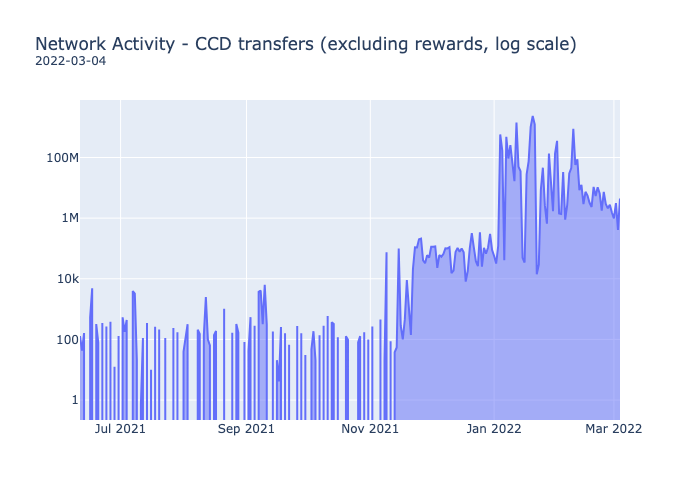 Network Activity - CCD transfers (excluding rewards, log scale)
2022-03-04
100M
1M
10k
100
1
Jul 2021
Sep 2021
Nov 2021
Jan 2022
Mar 2022